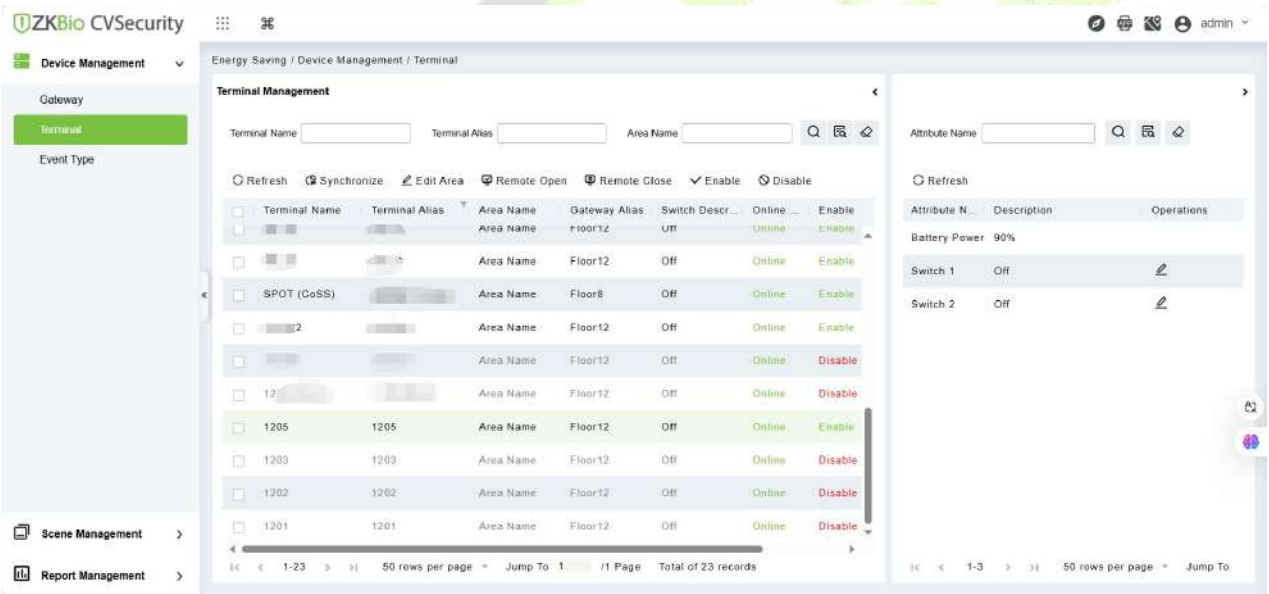 ZKBio CVSecurity
admin
Device Management
Gateway
Terminal
Event Type
Scene Management
Report Management
Energy Saving / Device Management / Terminal
Terminal Management
Terminal Name Terminal Alias Area Name
Refresh Synchronize Edit Area Remote Open Remote Close Enable Disable
Terminal Name Terminal Alias Area Name Gateway Alias Switch Descr... Online ... Enable
Area Name Floor12 Off Online Enable
Area Name Floor12 Off Online Enable
SPOT (CoSS) Area Name Floor8 Off Online Enable
2 Area Name Floor12 Off Online Enable
Area Name Floor12 Off Online Disable
12 Area Name Floor12 Off Online Disable
1205 1205 Area Name Floor12 Off Online Enable
1203 1203 Area Name Floor12 Off Online Disable
1202 1202 Area Name Floor12 Off Online Disable
1201 1201 Area Name Floor12 Off Online Disable
1-23 50 rows per page Jump To 1 /1 Page Total of 23 records
Attribute Name
Refresh
Attribute N... Description Operations
Battery Power 90%
Switch 1 Off
Switch 2 Off
1-3 50 rows per page Jump To